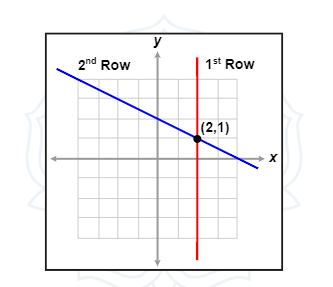 y
2nd Row
1st Row
(2,1)
x